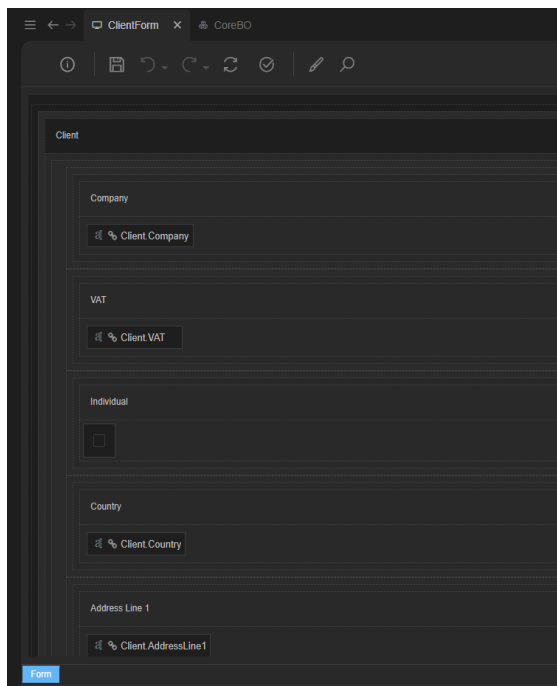 ClientForm
CoreBO
Client
Company
Client.Company
VAT
Client.VAT
Individual
Country
Client.Country
Address Line 1
Client.AddressLine1
Form